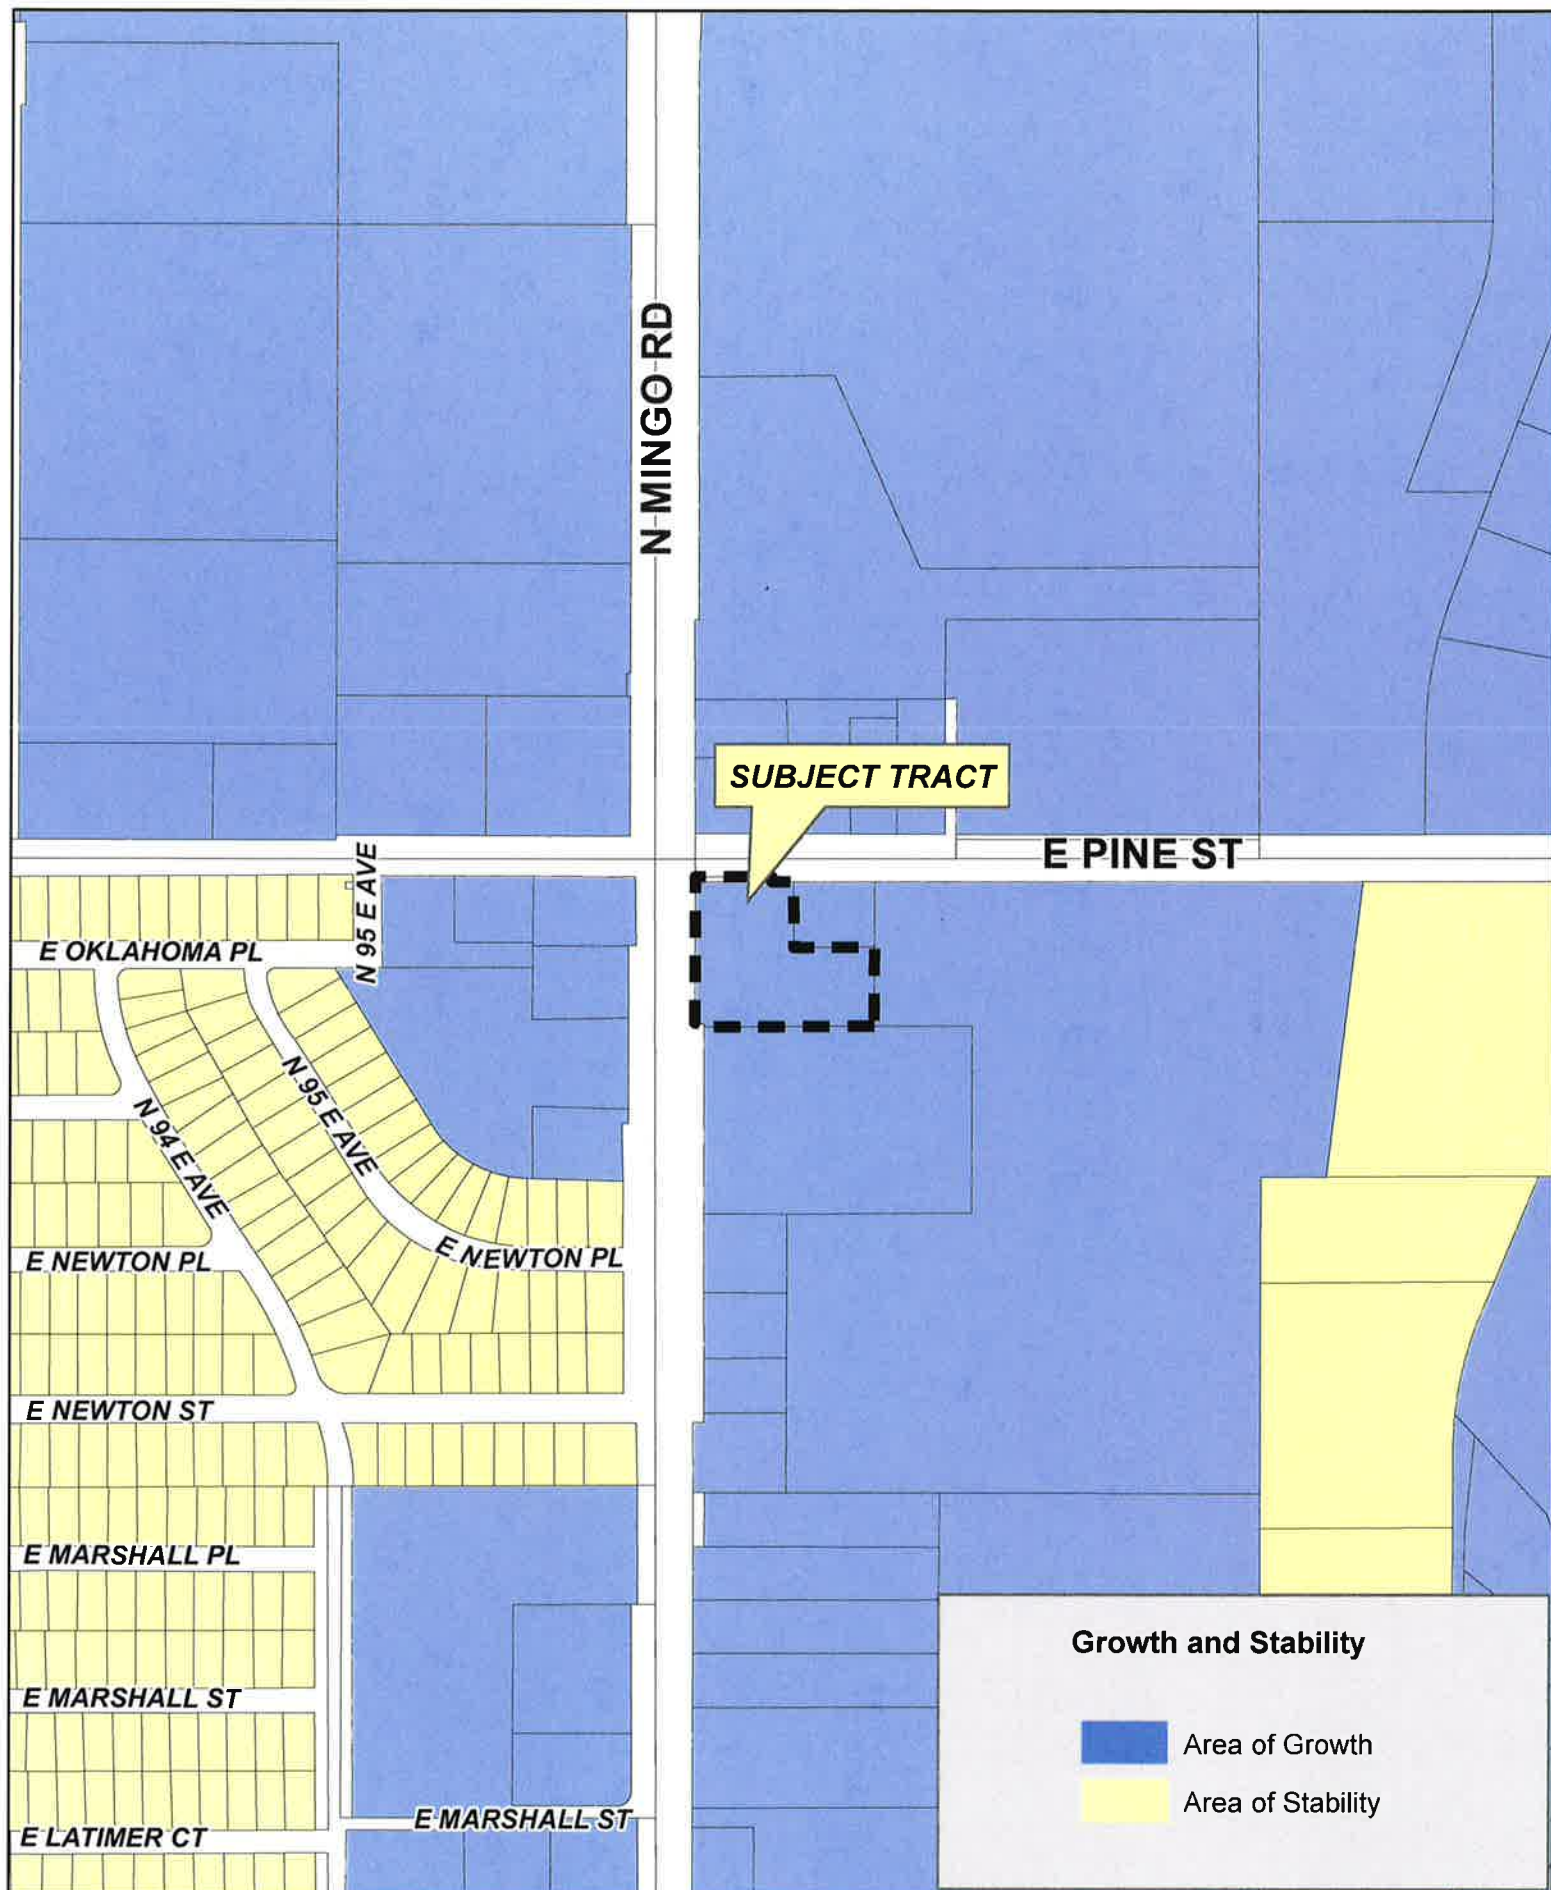 N MINGO RD
SUBJECT TRACT
E PINE ST
N 95 E AVE
E OKLAHOMA PL
N 95 E AVE
N 94 E AVE
E NEWTON PL
E NEWTON PL
E NEWTON ST
E MARSHALL PL
E MARSHALL ST
E MARSHALL ST
E LATIMER CT
Growth and Stability
Area of Growth
Area of Stability